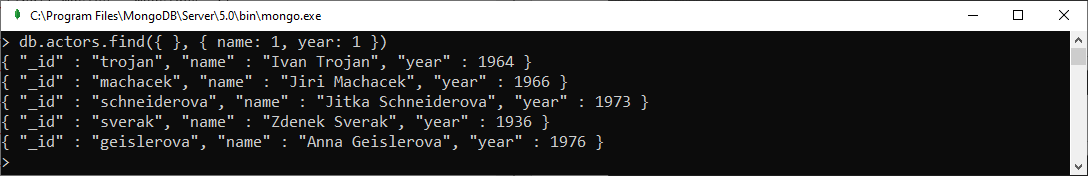 C:\Program Files\MongoDB\Server\5.0\bin\mongo.exe
> db.actors.find({ }, { name: 1, year: 1 })
{ "_id" : "trojan", "name" : "Ivan Trojan", "year" : 1964 }
{ "_id" : "machacek", "name" : "Jiri Machacek", "year" : 1966 }
{ "_id" : "schneiderova", "name" : "Jitka Schneiderova", "year" : 1973 }
{ "_id" : "sverak", "name" : "Zdenek Sverak", "year" : 1936 }
{ "_id" : "geislerova", "name" : "Anna Geislerova", "year" : 1976 }
>